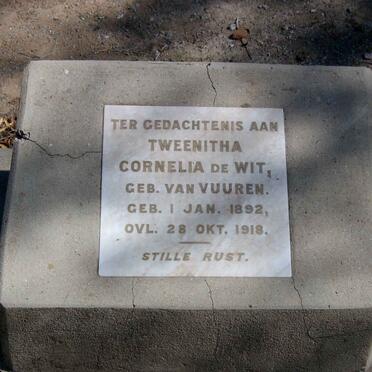 TER GEDACHTENIS AAN
TWEENITHA
CORNELIA DE WIT,
GEB. VAN VUUREN.
GEB. 1 JAN. 1892,
OVL. 28 OKT. 1918.
STILLE RUST.